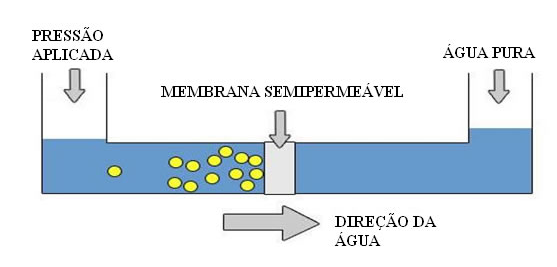 PRESSÃO
APLICADA
ÁGUA PURA
MEMBRANA SEMIPERMEÁVEL
DIREÇÃO DA
ÁGUA